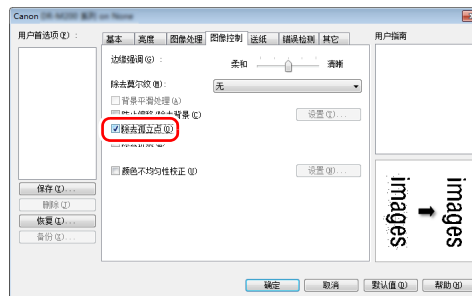 Canon on None
用户首选项(P) :
保存(Y)...
删除(J)
恢复(T)...
备份(K)...
基本 亮度 图像处理 图像控制 送纸 错误检测 其它
边缘强调(G) :
柔和 清晰
除去莫尔纹(M):
无
背景平滑处理(A)
背景(C)
设置(I)...
除去孤立点(O)
颜色不均匀性校正(U)
设置(N)...
用户指南
images
images
确定 取消 默认值(D) 帮助(H)